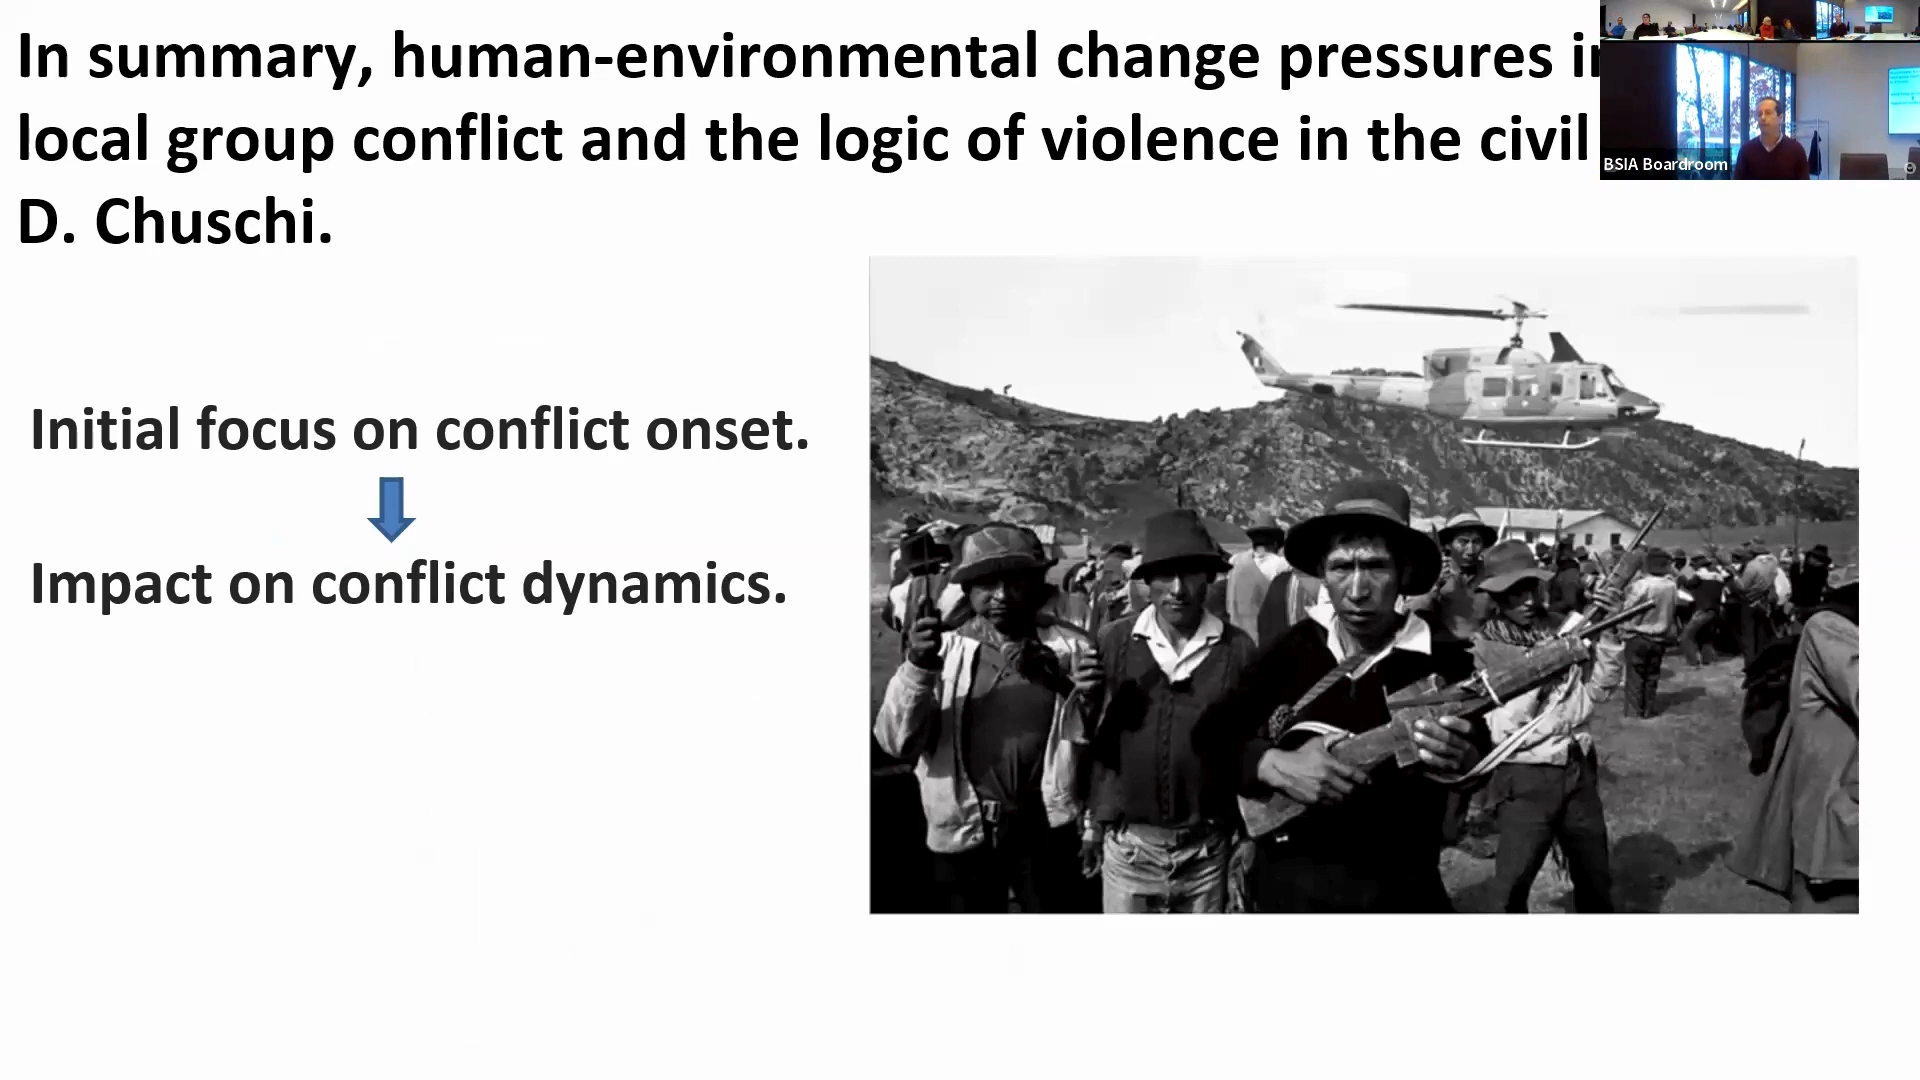 In summary, human-environmental change pressures
local group conflict and the logic of violence in the civil
D. Chuschi.
BSIA Boardroom
Initial focus on conflict onset.
Impact on conflict dynamics.